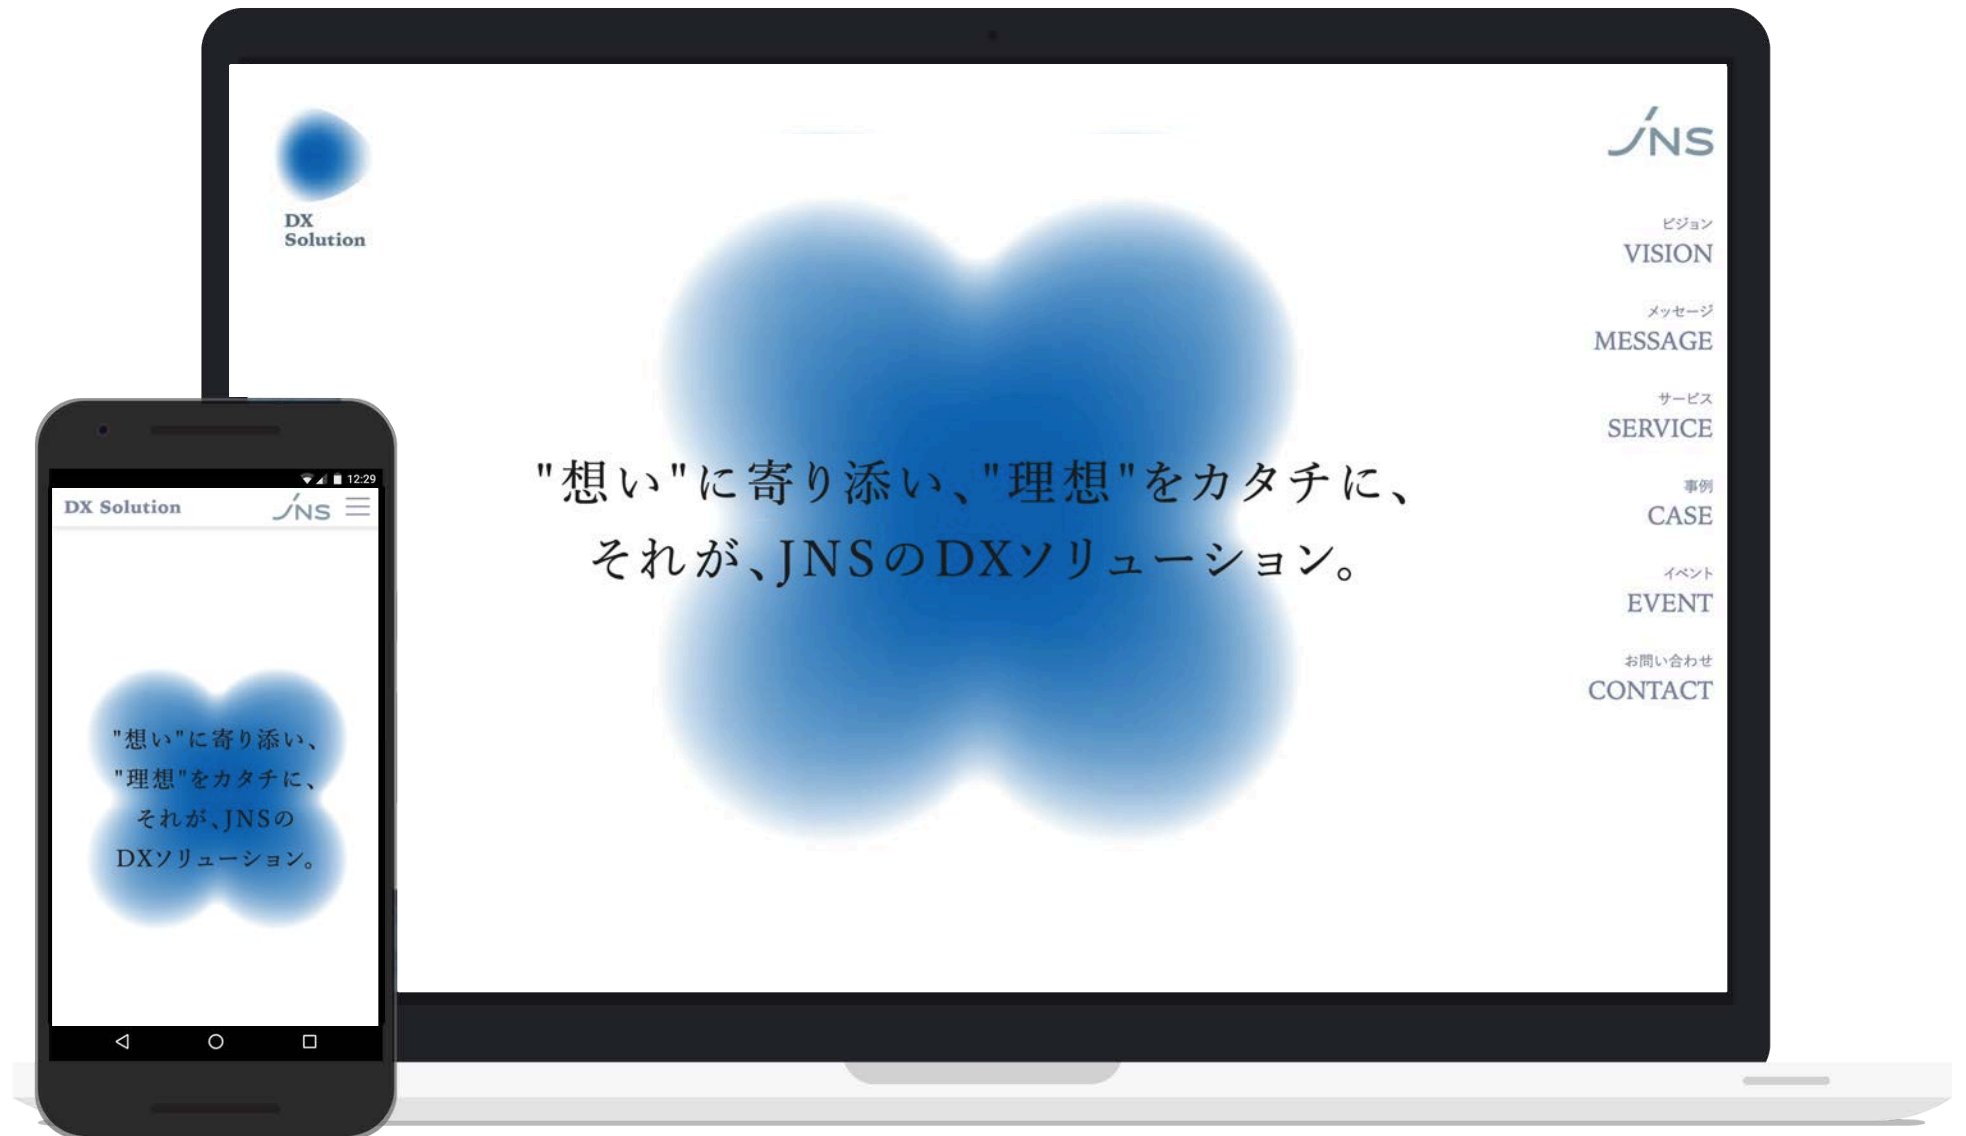 DX
Solution
JNS
ビジョン
VISION
メッセージ
MESSAGE
サービス
SERVICE
事例
CASE
イベント
EVENT
お問い合わせ
CONTACT
"想い"に寄り添い、"理想"をカタチに、
それが、JNSのDXソリューション。
12:29
DX Solution
JNS
"想い"に寄り添い、
"理想"をカタチに、
それが、JNSの
DXソリューション。